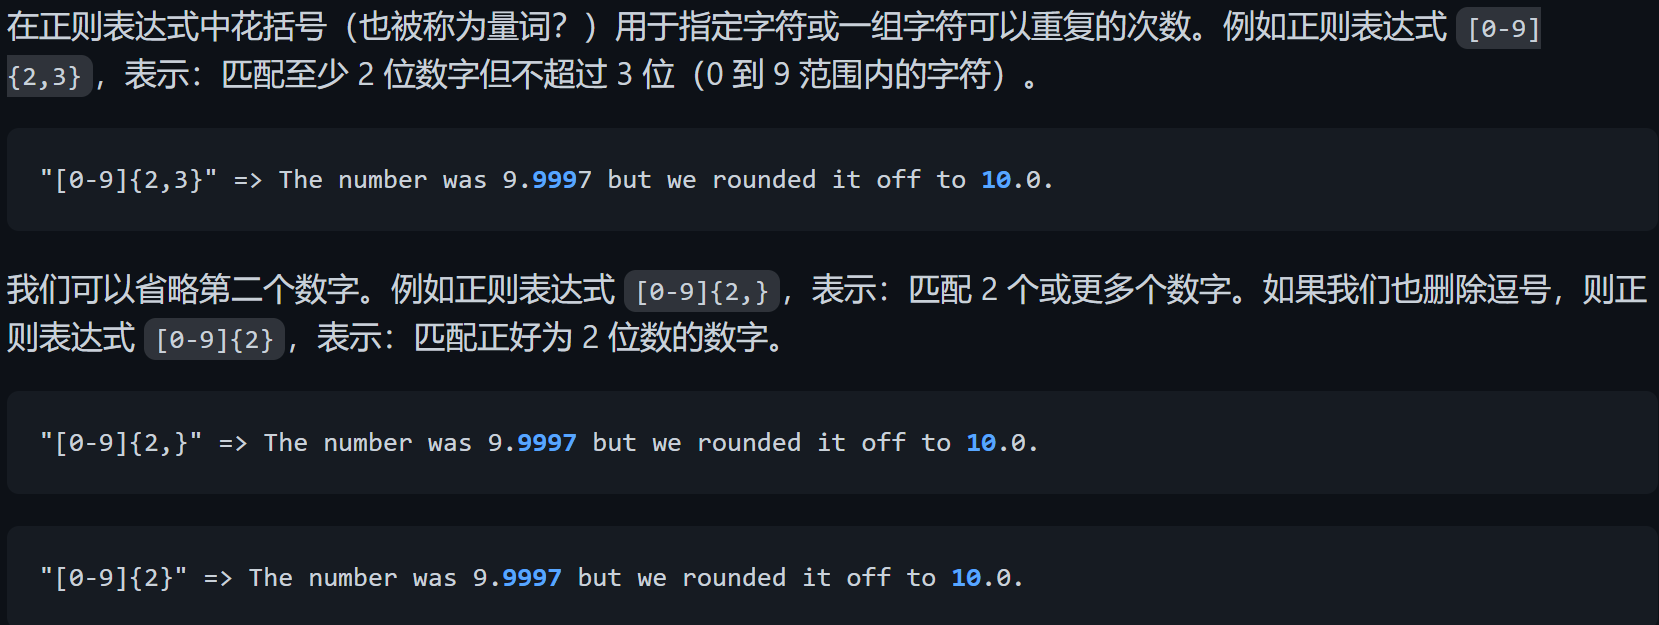 在正则表达式中花括号（也被称为量词？）用于指定字符或一组字符可以重复的次数。例如正则表达式 [0-9]
{2,3}，表示：匹配至少 2 位数字但不超过 3 位（0 到 9 范围内的字符）。
"[0-9]{2,3}" => The number was 9.9997 but we rounded it off to 10.0.
我们可以省略第二个数字。例如正则表达式 [0-9]{2,}，表示：匹配 2 个或更多个数字。如果我们也删除逗号，则正
则表达式 [0-9]{2}，表示：匹配正好为 2 位数的数字。
"[0-9]{2,}" => The number was 9.9997 but we rounded it off to 10.0.
"[0-9]{2}" => The number was 9.9997 but we rounded it off to 10.0.